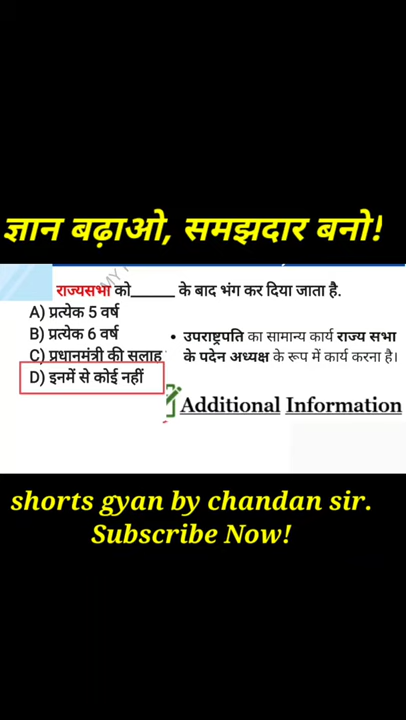 ज्ञान बढ़ाओ, समझदार बनो!
राज्यसभा को______ के बाद भंग कर दिया जाता है.
A) प्रत्येक 5 वर्ष
B) प्रत्येक 6 वर्ष
C) प्रधानमंत्री की सलाह
D) इनमें से कोई नहीं
• उपराष्ट्रपति का सामान्य कार्य राज्य सभा
के पदेन अध्यक्ष के रूप में कार्य करना है।
Additional Information
shorts gyan by chandan sir.
Subscribe Now!